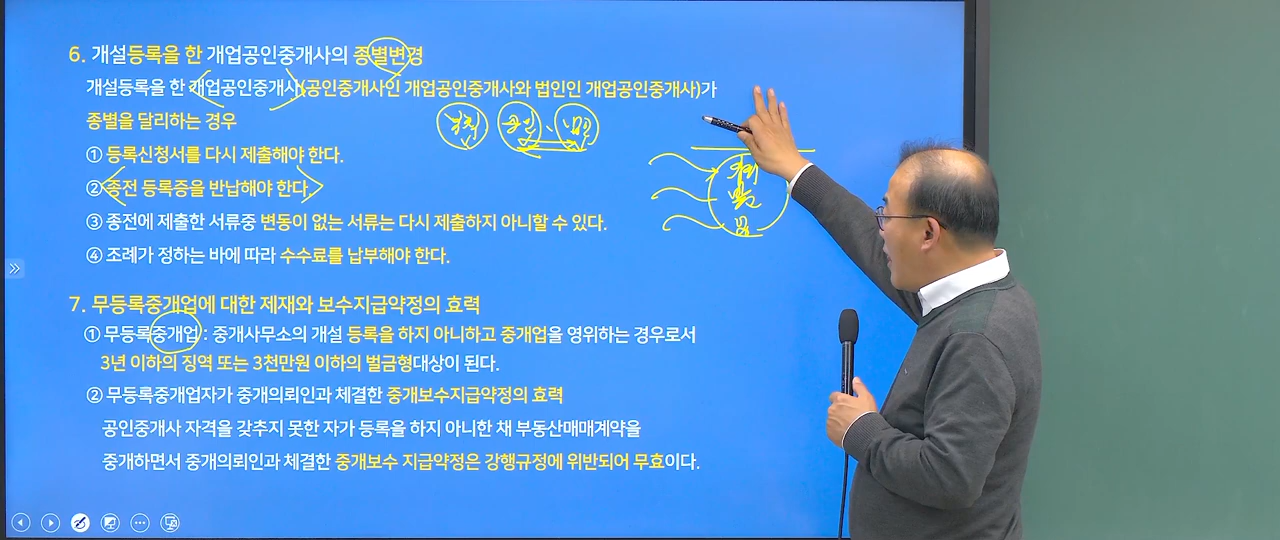 6. 개설등록을 한 개업공인중개사의 종별변경
개설등록을 한 개업공인중개사(공인중개사인 개업공인중개사와 법인인 개업공인중개사)가
종별을 달리하는 경우
① 등록신청서를 다시 제출해야 한다.
② 종전 등록증을 반납해야 한다.
③ 종전에 제출한 서류중 변동이 없는 서류는 다시 제출하지 아니할 수 있다.
④ 조례가 정하는 바에 따라 수수료를 납부해야 한다.
7. 무등록중개업에 대한 제재와 보수지급약정의 효력
① 무등록중개업 : 중개사무소의 개설 등록을 하지 아니하고 중개업을 영위하는 경우로서
3년 이하의 징역 또는 3천만원 이하의 벌금형대상이 된다.
② 무등록중개업자가 중개의뢰인과 체결한 중개보수지급약정의 효력
공인중개사 자격을 갖추지 못한 자가 등록을 하지 아니한 채 부동산매매계약을
중개하면서 중개의뢰인과 체결한 중개보수 지급약정은 강행규정에 위반되어 무효이다.